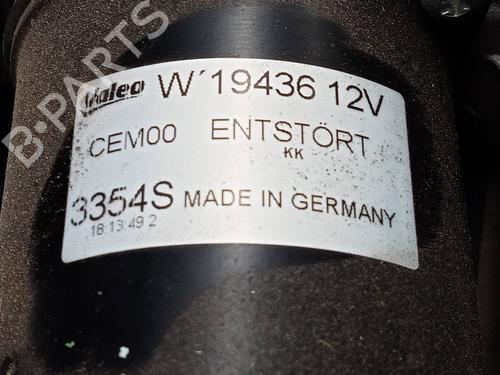 Valeo W´19436 12V
CEM00 ENTSTÖRT
KK
3354S MADE IN GERMANY
18:13:49 2
B-PARTS